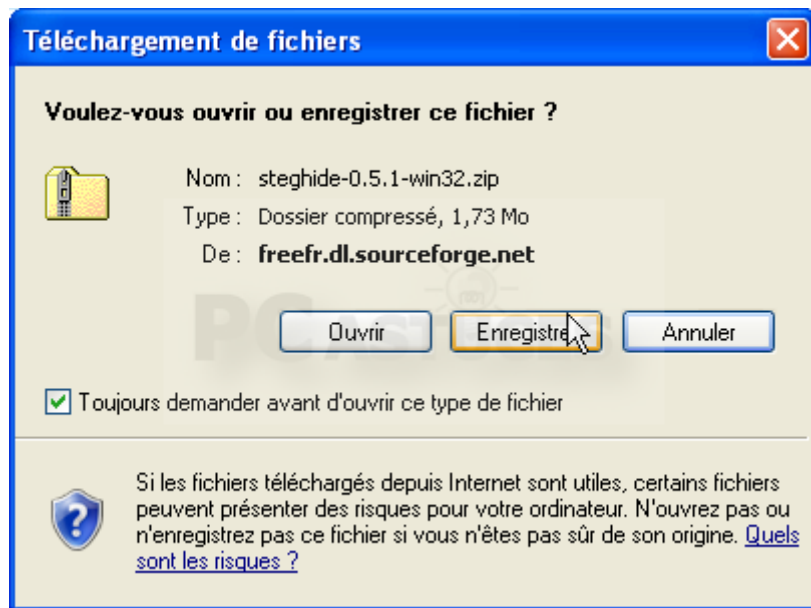 Téléchargement de fichiers
Voulez-vous ouvrir ou enregistrer ce fichier ?
Nom : steghide-0.5.1-win32.zip
Type : Dossier compressé, 1,73 Mo
De : freefr.dl.sourceforge.net
PC ASTUCES
Ouvrir Enregistrer Annuler
Toujours demander avant d'ouvrir ce type de fichier
Si les fichiers téléchargés depuis Internet sont utiles, certains fichiers
peuvent présenter des risques pour votre ordinateur. N'ouvrez pas ou
n'enregistrez pas ce fichier si vous n'êtes pas sûr de son origine. Quels
sont les risques ?